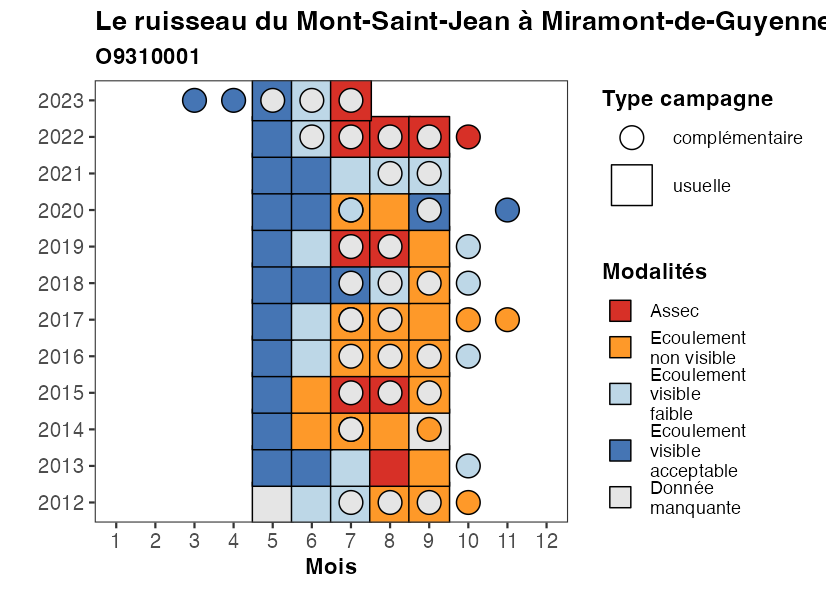 Le ruisseau du Mont-Saint-Jean à Miramont-de-Guyenne
O9310001
2023
2022
2021
2020
2019
2018
2017
2016
2015
2014
2013
2012
1 2 3 4 5 6 7 8 9 10 11 12
Mois
Type campagne
complémentaire
usuelle
Modalités
Assec
Ecoulement
non visible
Ecoulement
visible
faible
Ecoulement
visible
acceptable
Donnée
manquante